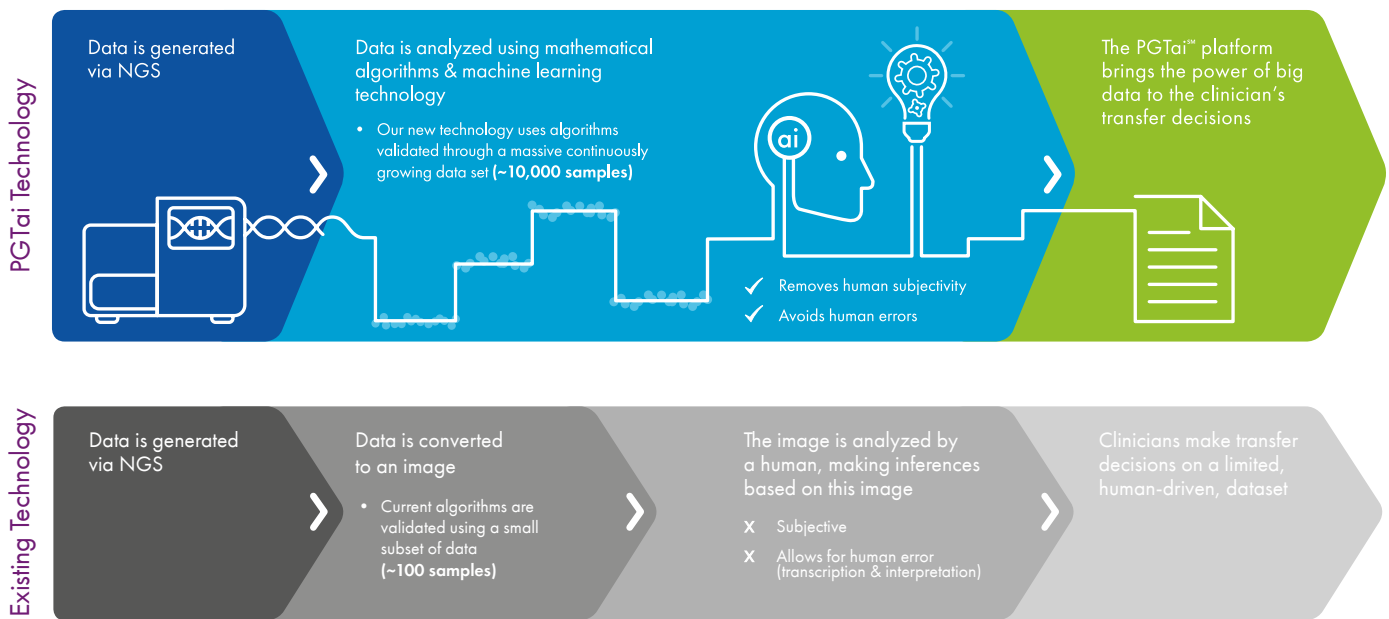 PGTai Technology
Data is generated
via NGS
Data is analyzed using mathematical
algorithms & machine learning
technology
• Our new technology uses algorithms
validated through a massive continuously
growing data set (~10,000 samples)
ai
✓ Removes human subjectivity
✓ Avoids human errors
The PGTai℠ platform
brings the power of big
data to the clinician's
transfer decisions
Existing Technology
Data is generated
via NGS
Data is converted
to an image
• Current algorithms are
validated using a small
subset of data
(~100 samples)
The image is analyzed by
a human, making inferences
based on this image
X Subjective
X Allows for human error
(transcription & interpretation)
Clinicians make transfer
decisions on a limited,
human-driven, dataset